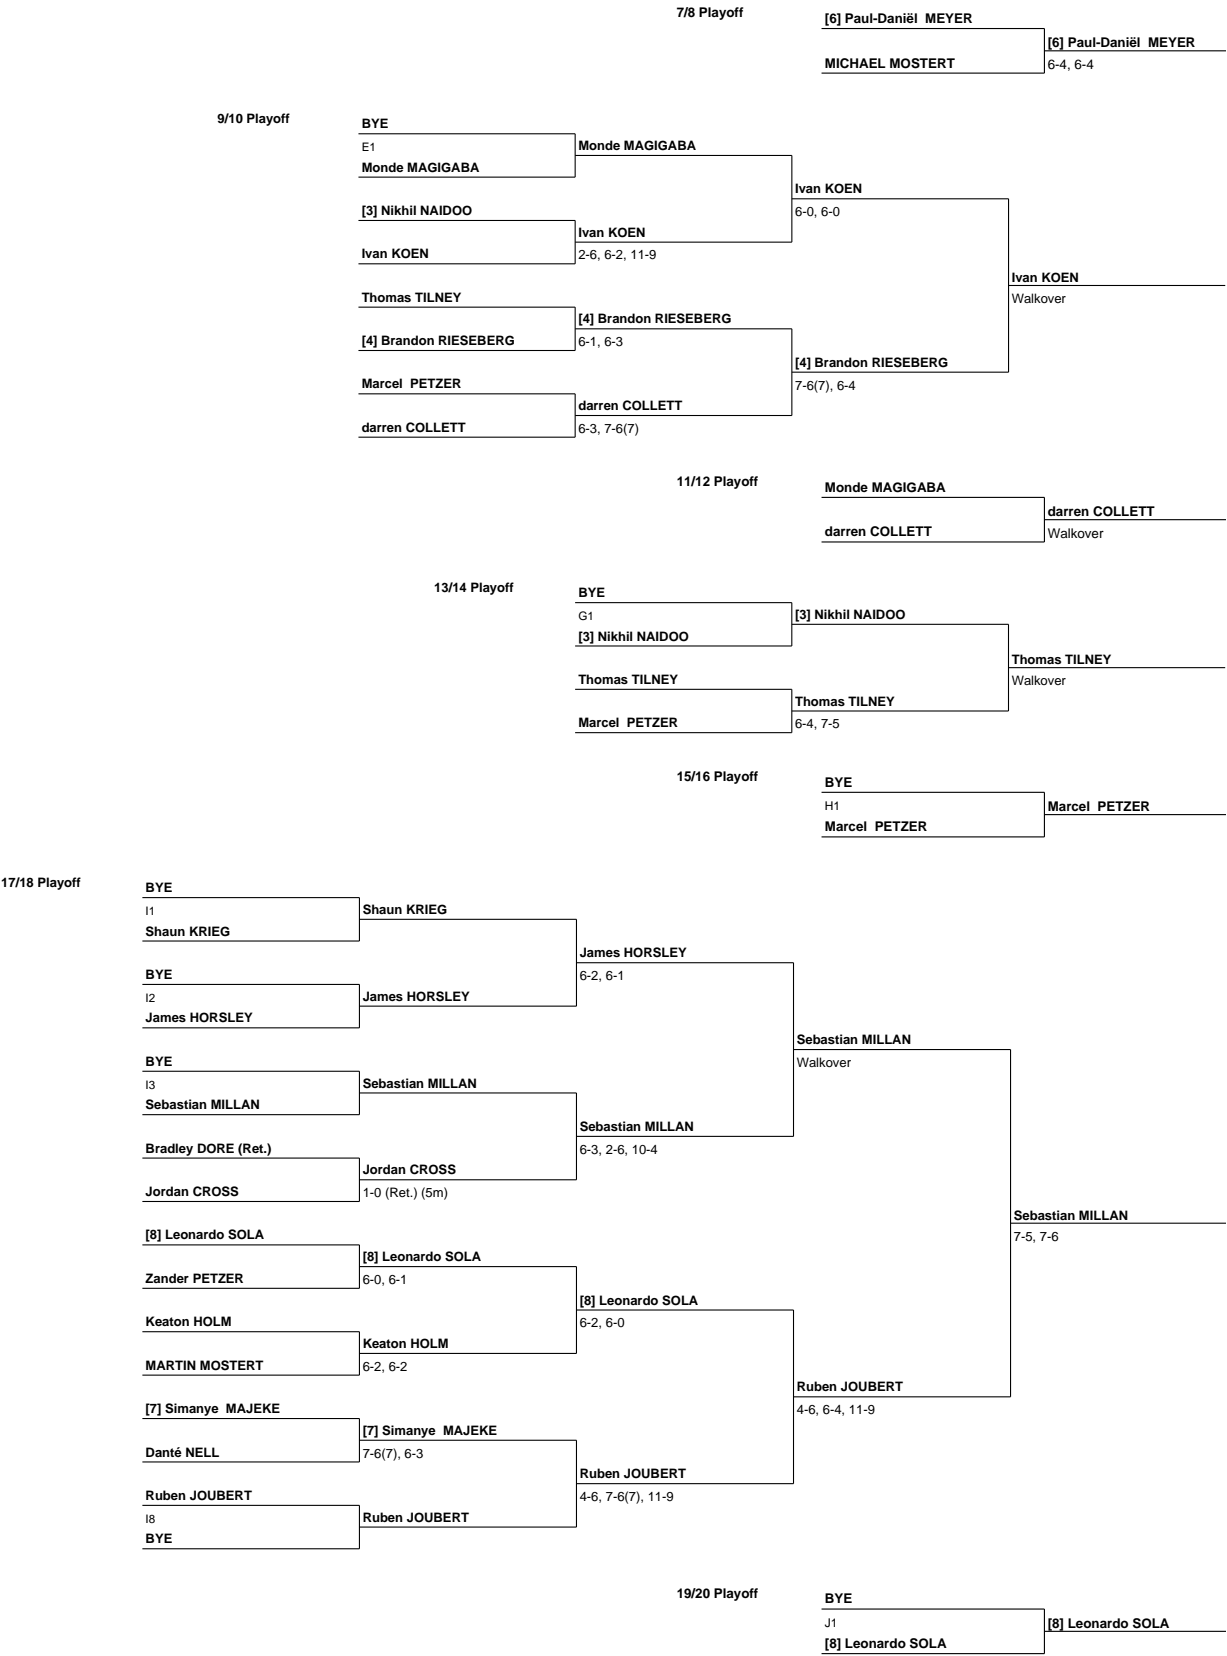 7/8 Playoff
[6] Paul-Daniël MEYER
[6] Paul-Daniël MEYER
MICHAEL MOSTERT
6-4, 6-4
9/10 Playoff
BYE
E1
Monde MAGIGABA
Monde MAGIGABA
Ivan KOEN
6-0, 6-0
[3] Nikhil NAIDOO
Ivan KOEN
Ivan KOEN
2-6, 6-2, 11-9
Ivan KOEN
Walkover
Thomas TILNEY
[4] Brandon RIESEBERG
[4] Brandon RIESEBERG
6-1, 6-3
[4] Brandon RIESEBERG
7-6(7), 6-4
Marcel PETZER
darren COLLETT
darren COLLETT
6-3, 7-6(7)
11/12 Playoff
Monde MAGIGABA
darren COLLETT
darren COLLETT
Walkover
13/14 Playoff
BYE
G1
[3] Nikhil NAIDOO
[3] Nikhil NAIDOO
Thomas TILNEY
Walkover
Thomas TILNEY
Thomas TILNEY
Marcel PETZER
6-4, 7-5
15/16 Playoff
BYE
H1
Marcel PETZER
Marcel PETZER
17/18 Playoff
BYE
I1
Shaun KRIEG
Shaun KRIEG
James HORSLEY
6-2, 6-1
BYE
I2
James HORSLEY
James HORSLEY
Sebastian MILLAN
Walkover
BYE
I3
Sebastian MILLAN
Sebastian MILLAN
Sebastian MILLAN
6-3, 2-6, 10-4
Bradley DORE (Ret.)
Jordan CROSS
Jordan CROSS
1-0 (Ret.) (5m)
Sebastian MILLAN
7-5, 7-6
[8] Leonardo SOLA
[8] Leonardo SOLA
Zander PETZER
6-0, 6-1
[8] Leonardo SOLA
6-2, 6-0
Keaton HOLM
Keaton HOLM
MARTIN MOSTERT
6-2, 6-2
Ruben JOUBERT
4-6, 6-4, 11-9
[7] Simanye MAJEKE
[7] Simanye MAJEKE
Danté NELL
7-6(7), 6-3
Ruben JOUBERT
4-6, 7-6(7), 11-9
Ruben JOUBERT
I8
Ruben JOUBERT
BYE
19/20 Playoff
BYE
J1
[8] Leonardo SOLA
[8] Leonardo SOLA